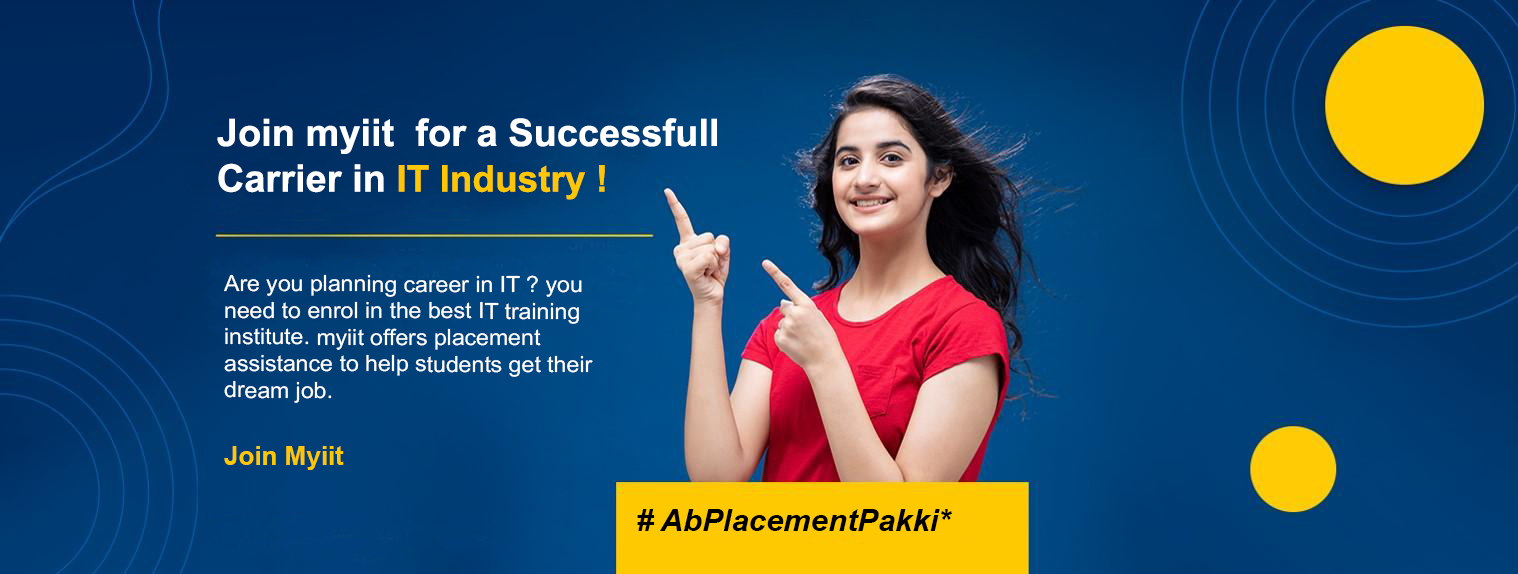 Join myiit  for a Successfull
Carrier in IT Industry !
Are you planning career in IT ? you
need to enrol in the best IT training
institute. myiit offers placement
assistance to help students get their
dream job.
Join Myiit
# AbPlacementPakki*